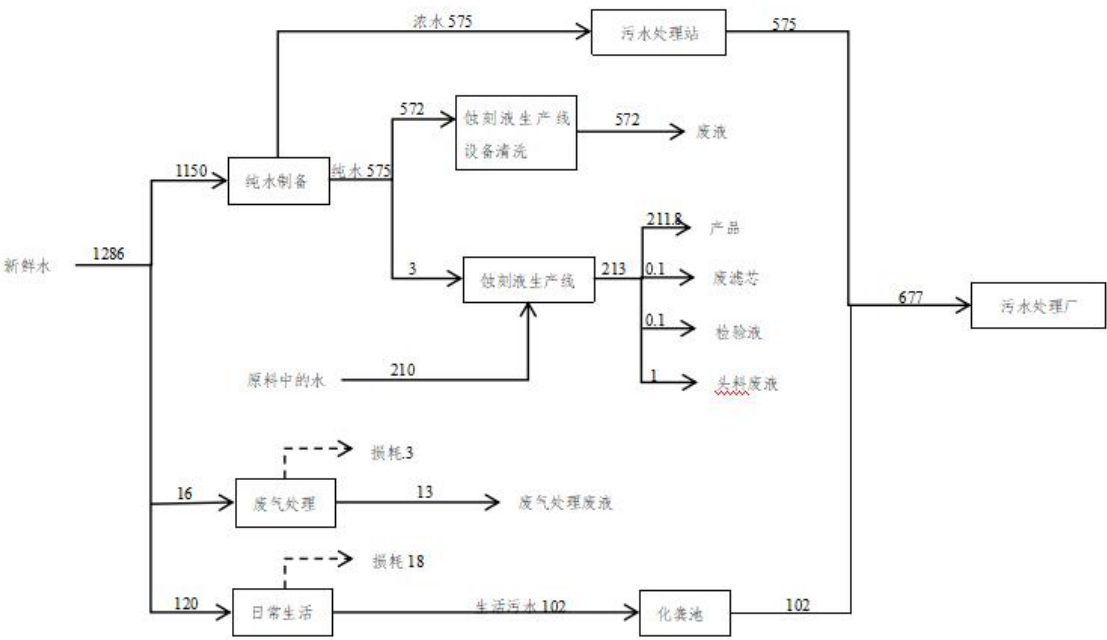 浓水 575
污水处理站
575
572
蚀刻液生产线
设备清洗
572
废液
1150
纯水制备
纯水 575
211.8
产品
新鲜水
1286
3
蚀刻液生产线
213
0.1
废滤芯
677
污水处理厂
0.1
检验液
原料中的水
210
1
头料废液
损耗.3
16
废气处理
13
废气处理废液
损耗 18
120
日常生活
生活污水 102
化粪池
102